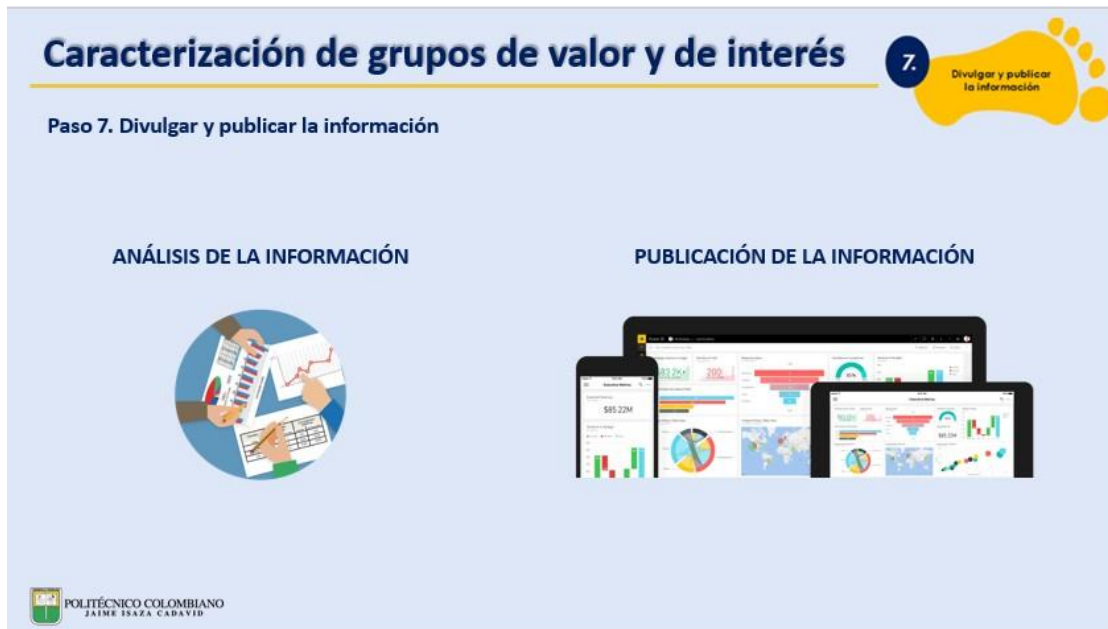 Caracterización de grupos de valor y de interés
7.
Divulgar y publicar
la información
Paso 7. Divulgar y publicar la información
ANÁLISIS DE LA INFORMACIÓN
PUBLICACIÓN DE LA INFORMACIÓN
$85.22M
POLITÉCNICO COLOMBIANO
JAIME ISAZA CADAVID